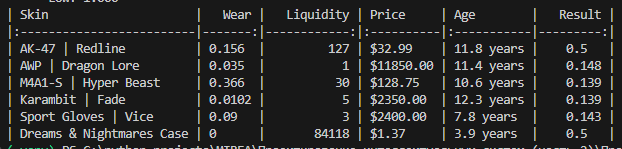 | Skin | Wear | Liquidity | Price | Age | Result |
|:-------------------------|-------:|------------:|:----------|:-----------|:---------:|
| AK-47 | Redline | 0.156 | 127 | $32.99 | 11.8 years | 0.5 |
| AWP | Dragon Lore | 0.035 | 1 | $11850.00 | 11.4 years | 0.148 |
| M4A1-S | Hyper Beast | 0.366 | 30 | $128.75 | 10.6 years | 0.139 |
| Karambit | Fade | 0.0102 | 5 | $2350.00 | 12.3 years | 0.139 |
| Sport Gloves | Vice | 0.09 | 3 | $2400.00 | 7.8 years | 0.143 |
| Dreams & Nightmares Case | 0 | 84118 | $1.37 | 3.9 years | 0.5 |